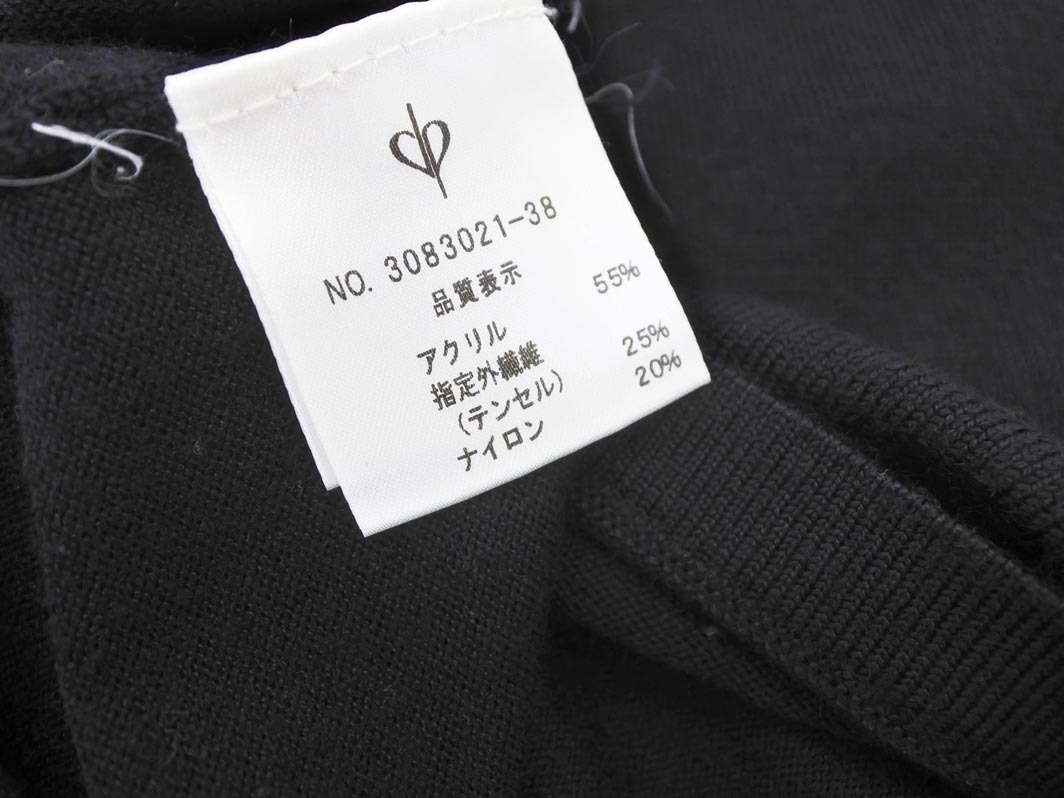 NO. 3083021-38
品質表示
アクリル 55%
指定外繊維
(テンセル) 25%
ナイロン 20%